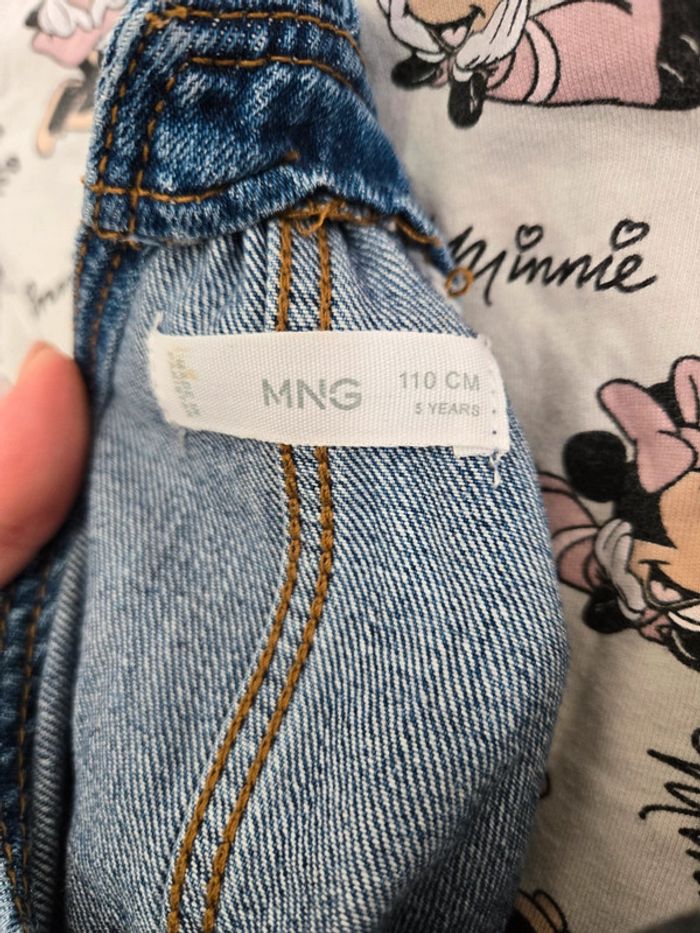 Minnie
MNG
110 CM
5 YEARS